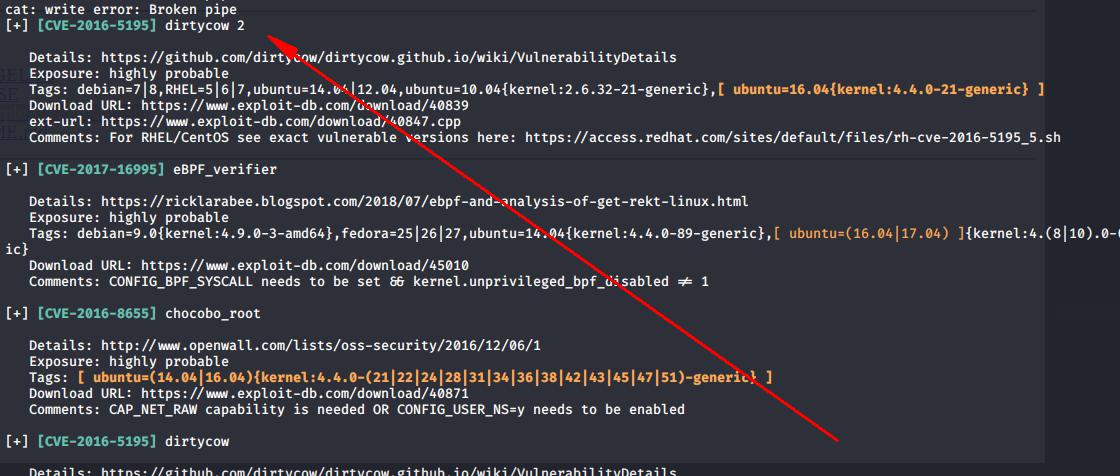 cat: write error: Broken pipe
[+] [CVE-2016-5195] dirtycow 2
Details: https://github.com/dirtycow/dirtycow.github.io/wiki/VulnerabilityDetails
Exposure: highly probable
Tags: debian=7|8,RHEL=5|6|7,ubuntu=14.04|12.04,ubuntu=10.04{kernel:2.6.32-21-generic},[ ubuntu=16.04{kernel:4.4.0-21-generic} ]
Download URL: https://www.exploit-db.com/download/40839
ext-url: https://www.exploit-db.com/download/40847.cpp
Comments: For RHEL/CentOS see exact vulnerable versions here: https://access.redhat.com/sites/default/files/rh-cve-2016-5195_5.sh
[+] [CVE-2017-16995] eBPF_verifier
Details: https://ricklarabee.blogspot.com/2018/07/ebpf-and-analysis-of-get-rekt-linux.html
Exposure: highly probable
Tags: debian=9.0{kernel:4.9.0-3-amd64},fedora=25|26|27,ubuntu=14.04{kernel:4.4.0-89-generic},[ ubuntu=(16.04|17.04) ]{kernel:4.(8|10).0-
ic}
Download URL: https://www.exploit-db.com/download/45010
Comments: CONFIG_BPF_SYSCALL needs to be set && kernel.unprivileged_bpf_disabled ≠ 1
[+] [CVE-2016-8655] chocobo_root
Details: http://www.openwall.com/lists/oss-security/2016/12/06/1
Exposure: highly probable
Tags: [ ubuntu=(14.04|16.04){kernel:4.4.0-(21|22|24|28|31|34|36|38|42|43|45|47|51)-generic} ]
Download URL: https://www.exploit-db.com/download/40871
Comments: CAP_NET_RAW capability is needed OR CONFIG_USER_NS=y needs to be enabled
[+] [CVE-2016-5195] dirtycow
Details: https://github.com/dirtycow/dirtycow.github.io/wiki/VulnerabilityDetails